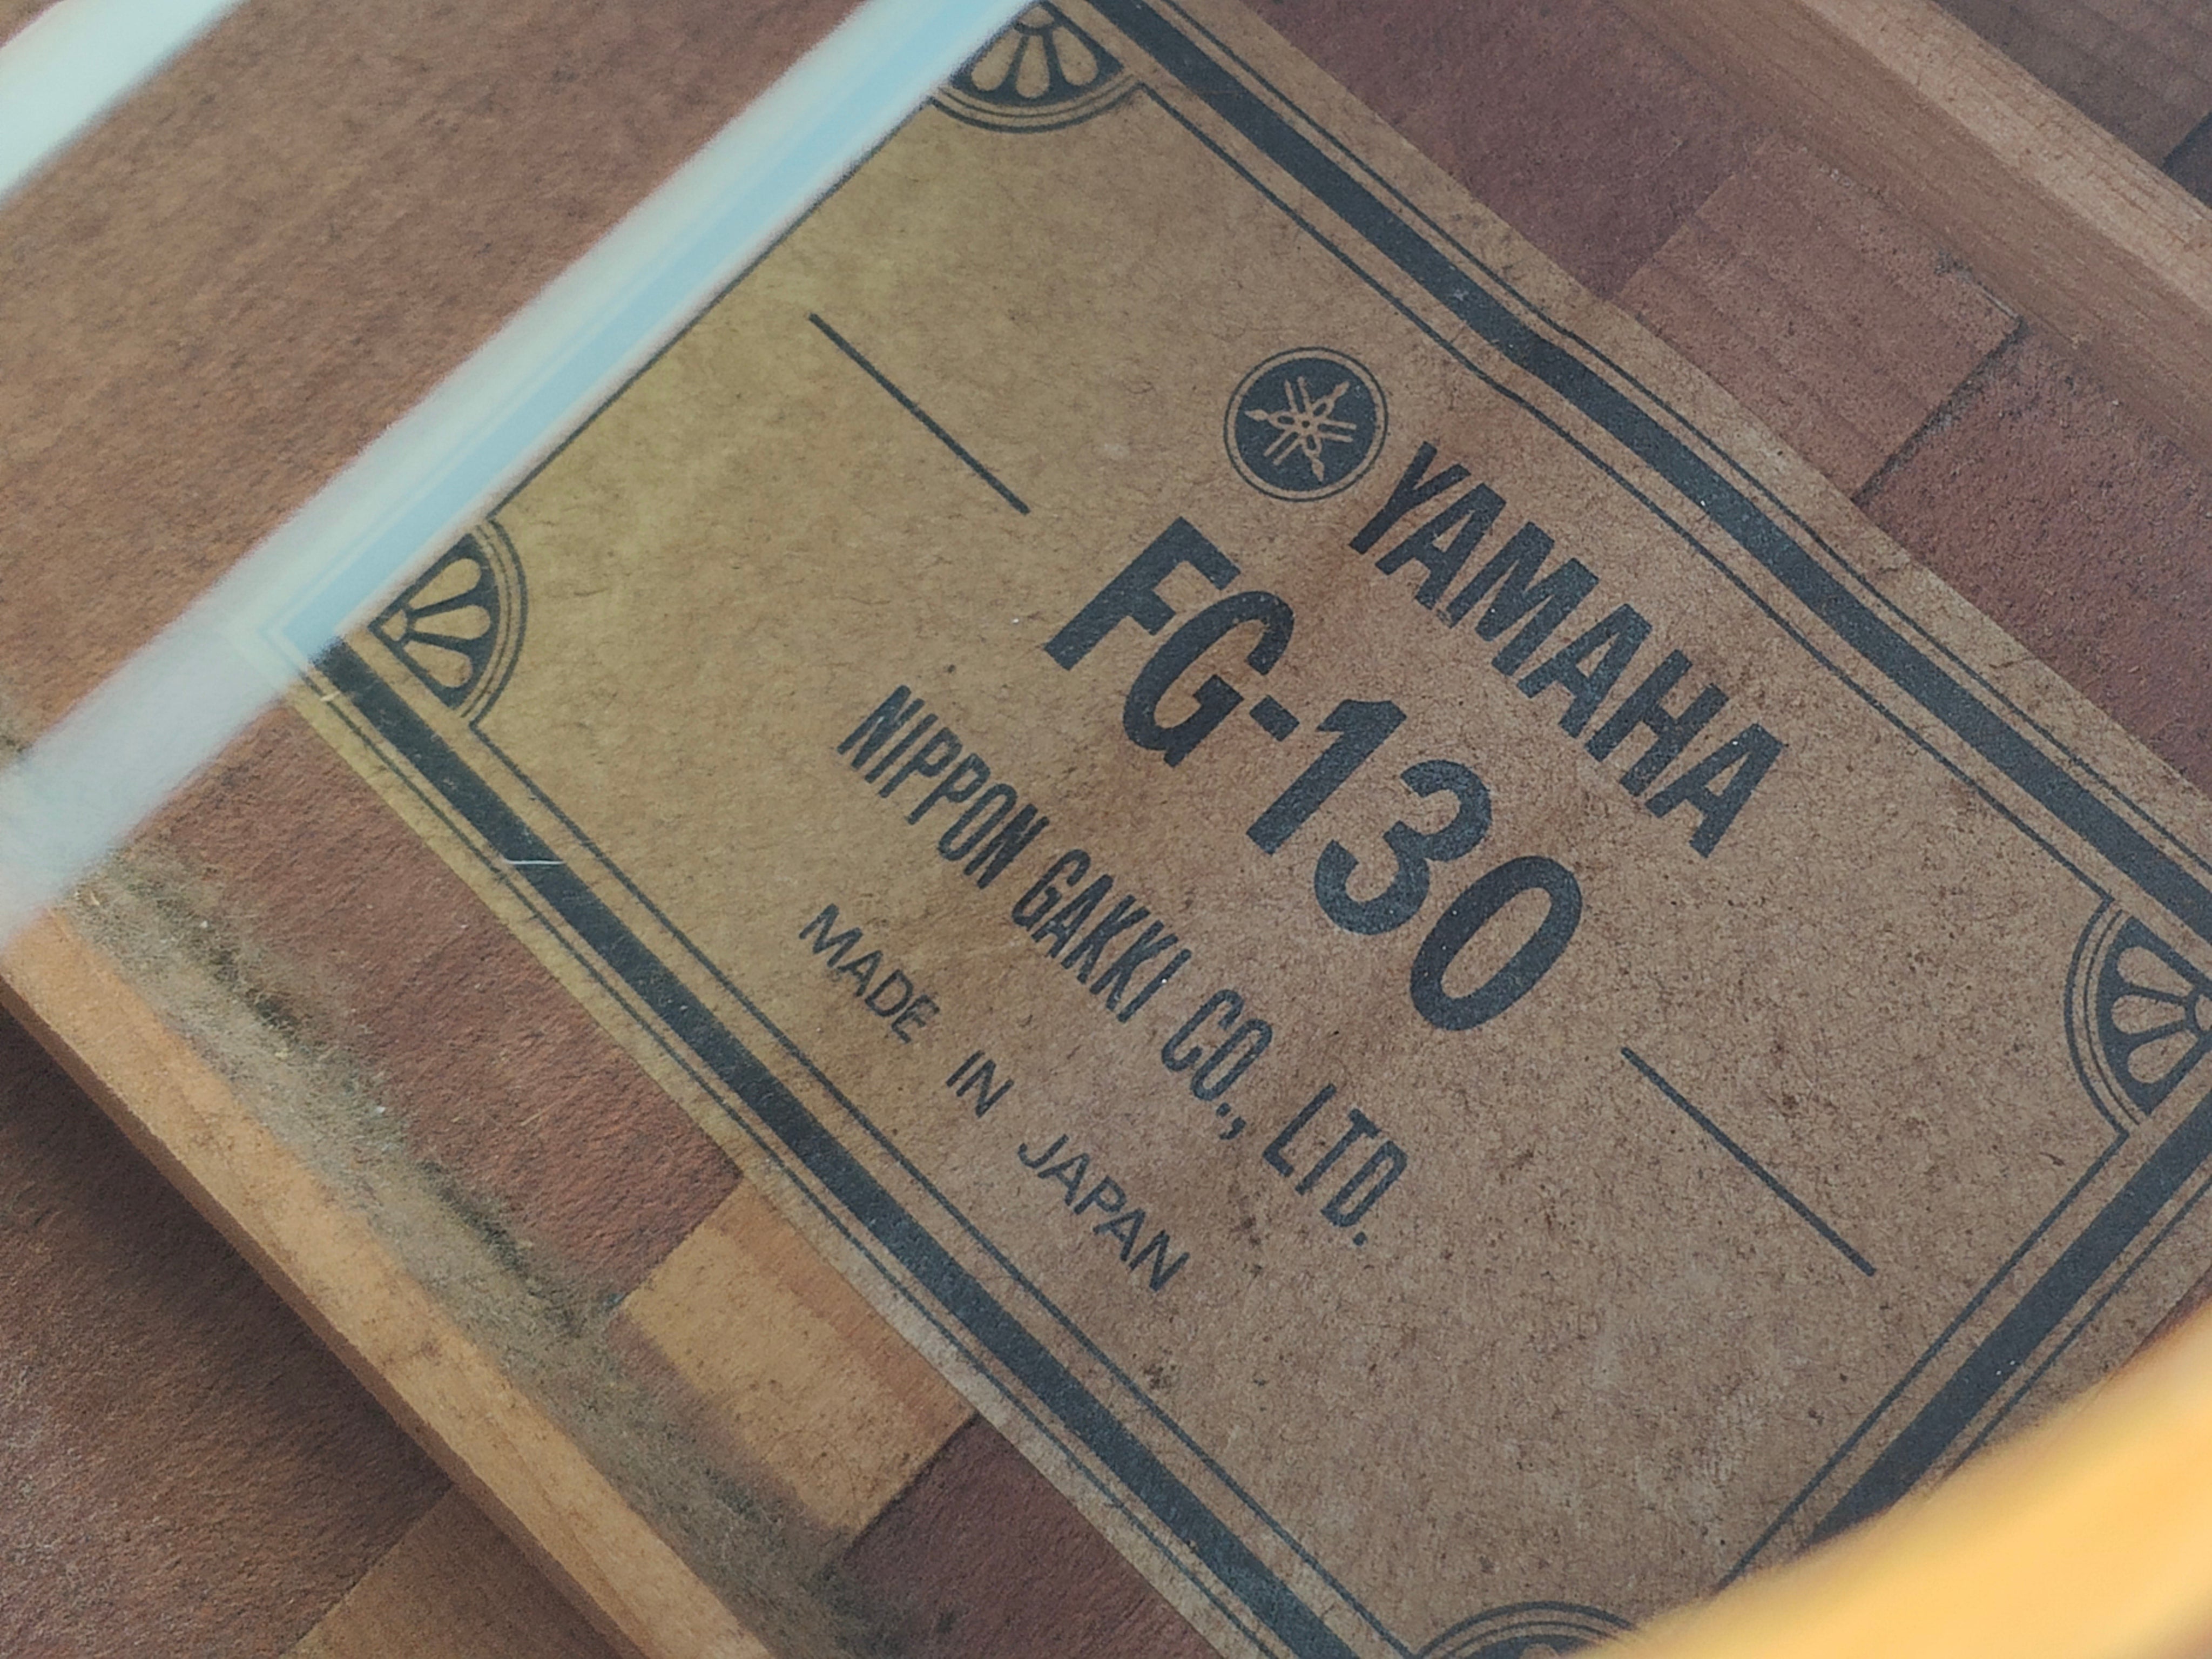 YAMAHA
FG-130
NIPPON GAKKI CO., LTD.
MADE IN JAPAN